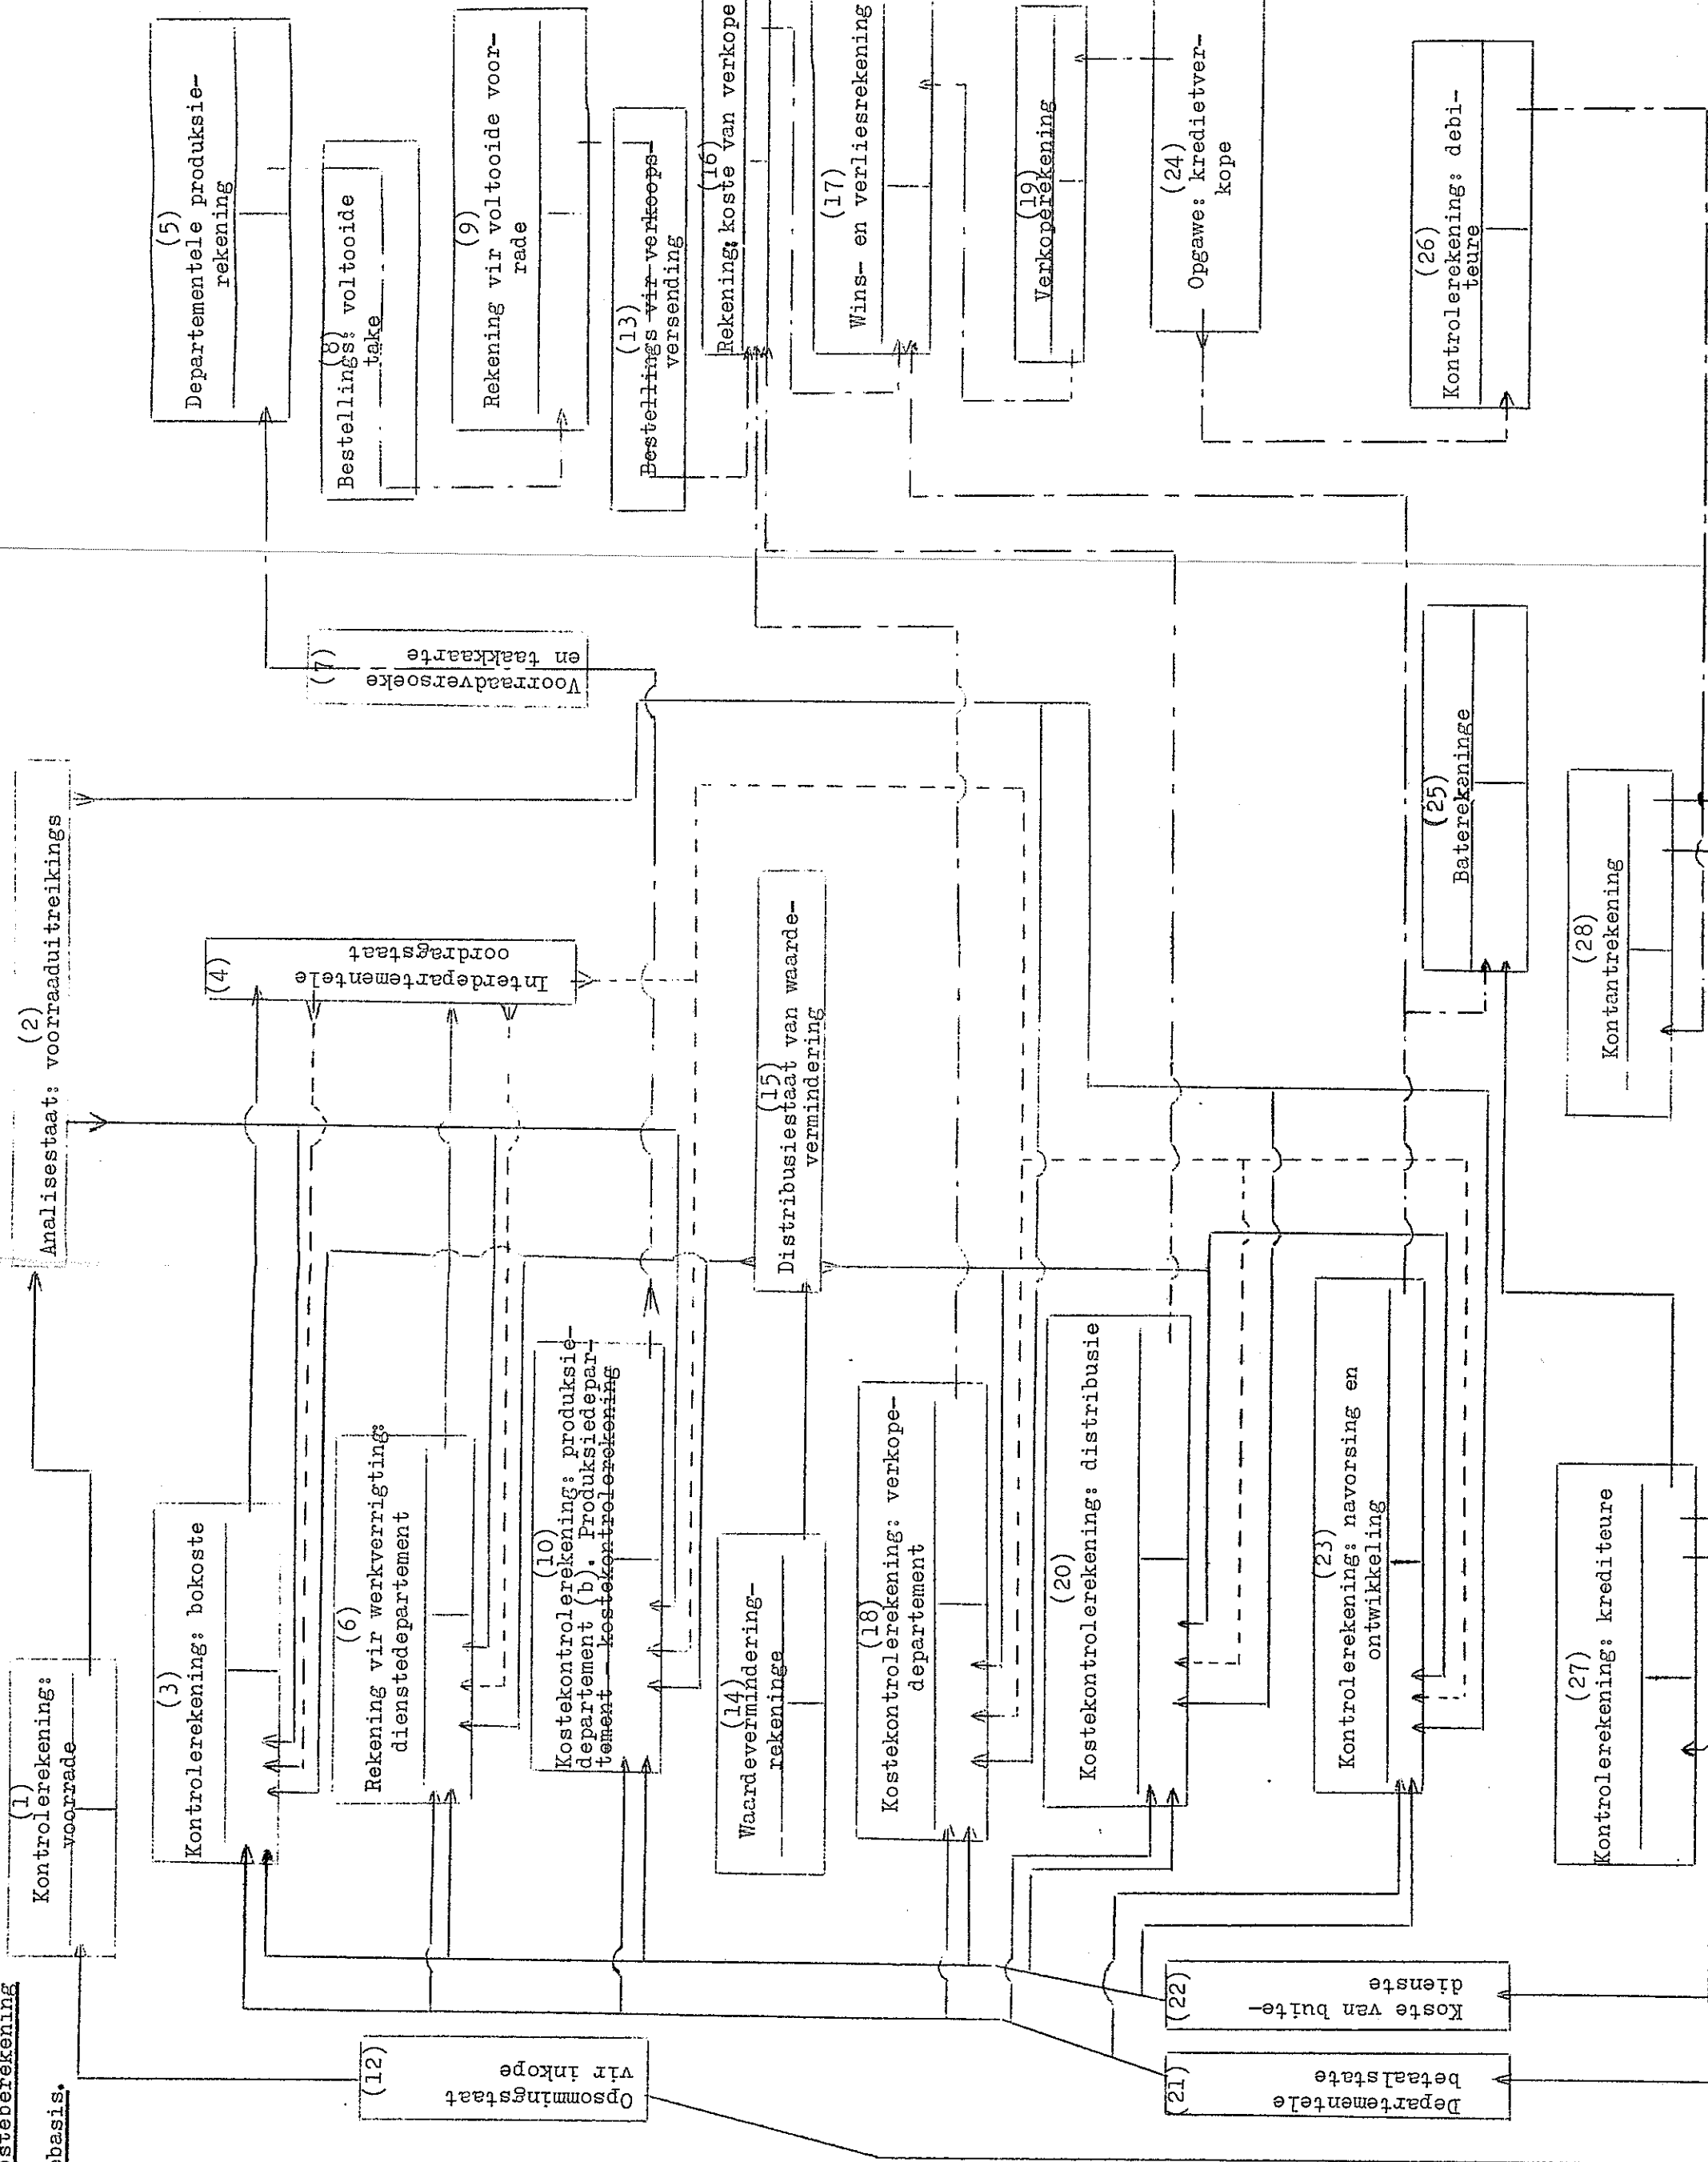 steberekening
basis.
(1)
Kontrolerekening:
voorrade
(2)
Analisestaat: voorraaduitreikings
(3)
Kontrolerekening: bokoste
(4)
Interdepartementele
oordragstaat
(5)
Departementele produksie-
rekening
(6)
Rekening vir werkverrigting:
dienstedepartement
(7)
Voorraadversoeke
en taakkaarte
(8)
Bestellings: voltooide
take
(9)
Rekening vir voltooide voor-
rade
(10)
Kostekontrolerekening: produksie-
departement (b). Produksiedepar-
tement - kostekontrolerekening
(12)
Opsommingstaat
vir inkope
(13)
Bestellings vir verkoops-
versending
(14)
Waardevermindering-
rekeninge
(15)
Distribusiestaat van waarde-
vermindering
(16)
Rekening: koste van verkope
(17)
Wins- en verliesrekening
(18)
Kostekontrolerekening: verkope-
departement
(19)
Verkoperekening
(20)
Kostekontrolerekening: distribusie
(21)
Departementele
betaalstate
(22)
Koste van buite-
dienste
(23)
Kontrolerekening: navorsing en
ontwikkeling
(24)
Opgawe: kredietver-
kope
(25)
Baterekeninge
(26)
Kontrolerekening: debi-
teure
(27)
Kontrolerekening: krediteure
(28)
Kontantrekening